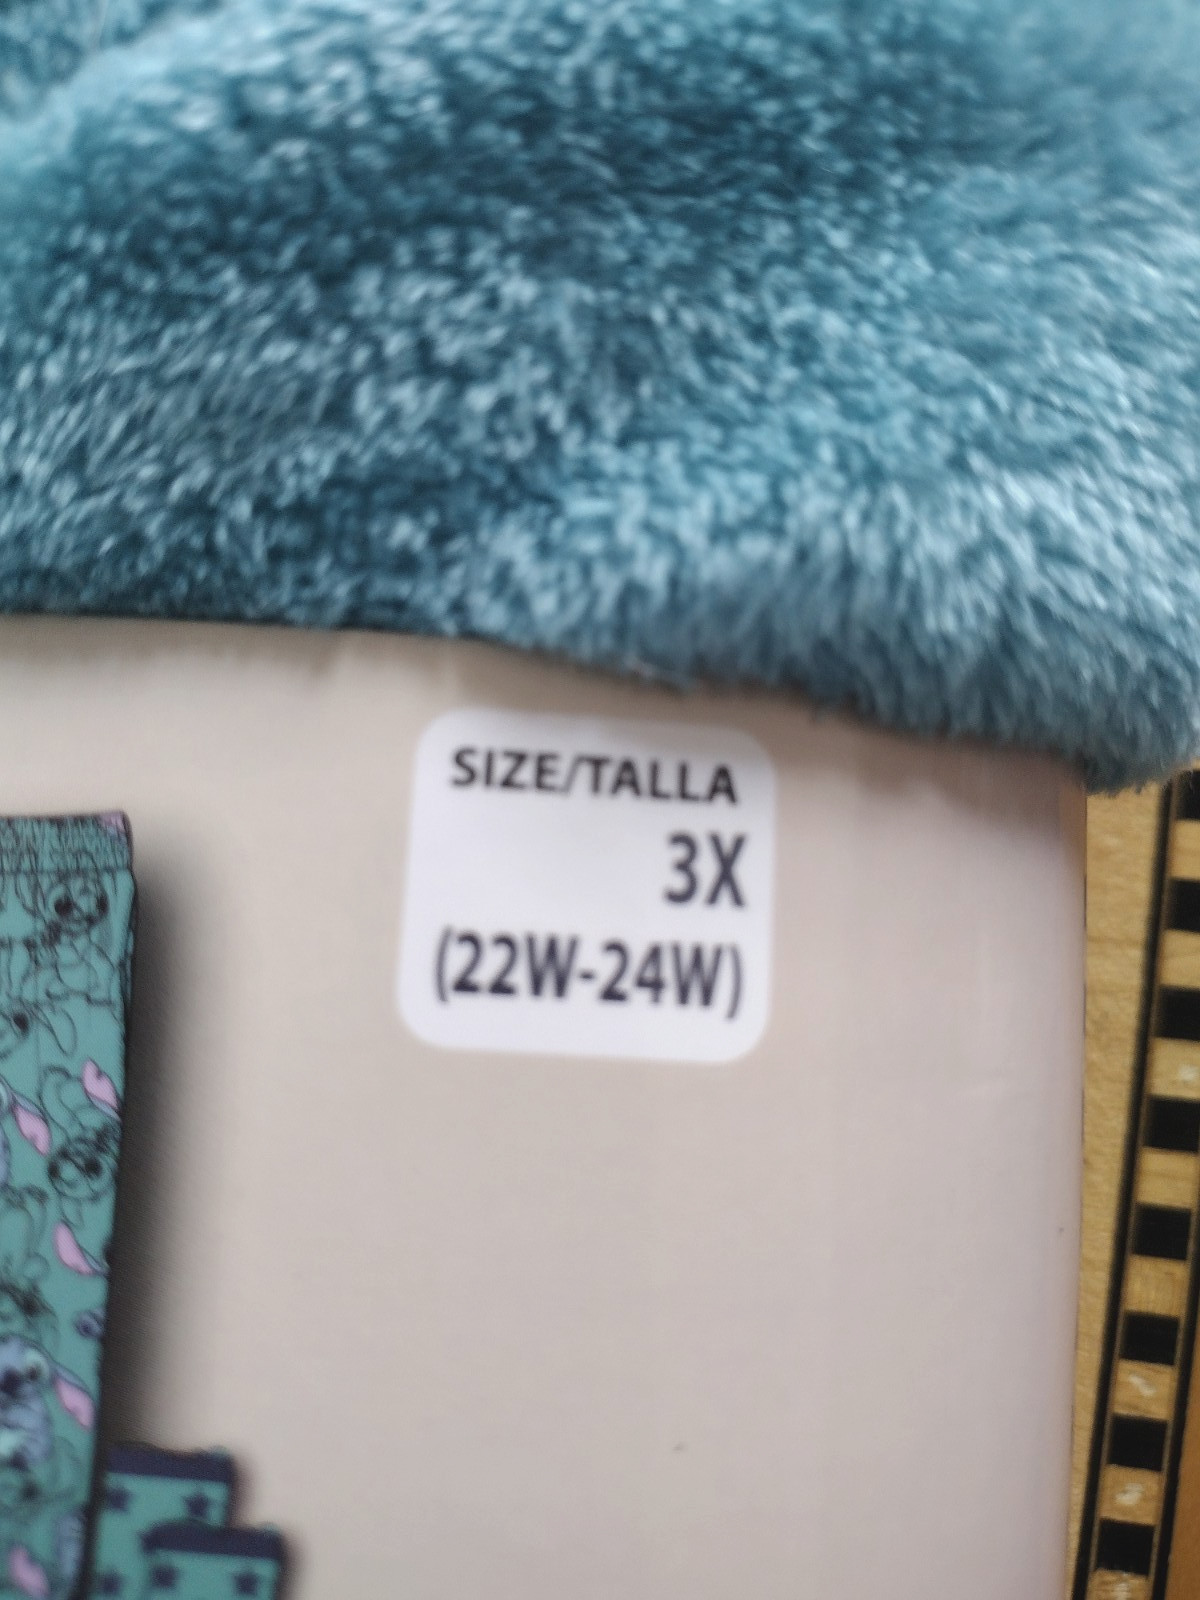 SIZE/TALLA
3X
(22W-24W)